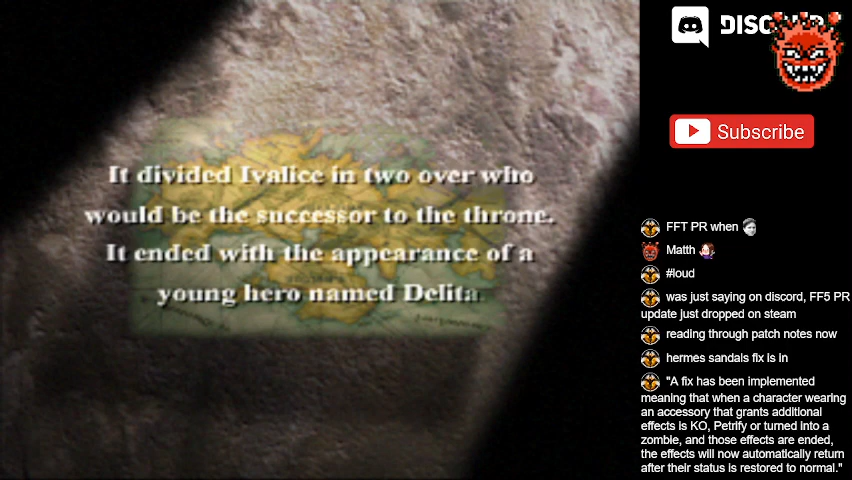 It divided Ivalice in two over who
would be the successor to the throne.
It ended with the appearance of a
young hero named Delita
Subscribe
FFT PR when
Matth
#loud
was just saying on discord, FF5 PR
update just dropped on steam
reading through patch notes now
hermes sandals fix is in
"A fix has been implemented
meaning that when a character wearing
an accessory that grants additional
effects is KO, Petrify or turned into a
zombie, and those effects are ended,
the effects will now automatically return
after their status is restored to normal."